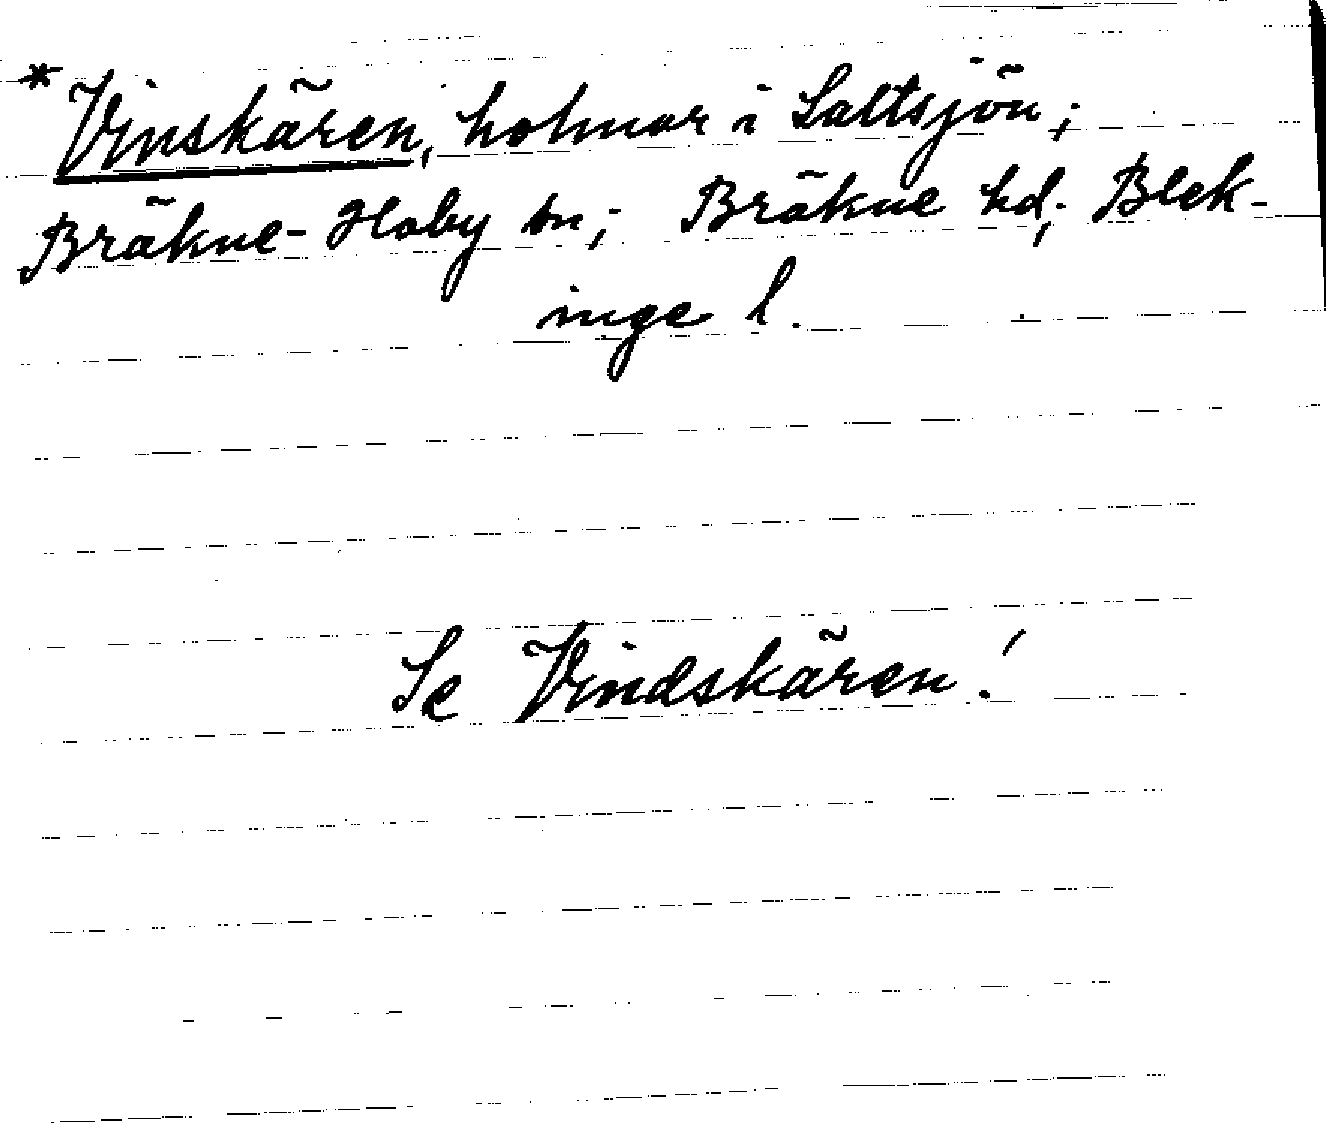 *Vinskären, holmar i Saltsjön;
Bräkne-Hoby sn; Bräkne hd; Blek-
inge l.
Se Vindskären!